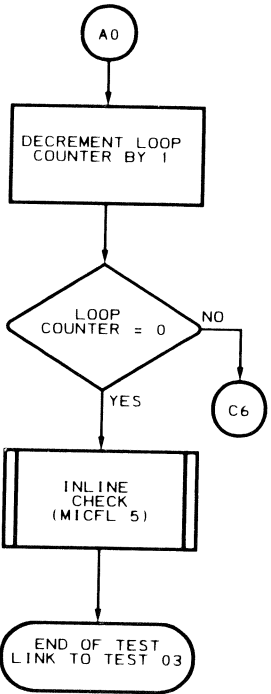 A0
DECREMENT LOOP
COUNTER BY 1
LOOP
COUNTER = 0
NO
YES
C6
INLINE
CHECK
(MICFL 5)
END OF TEST
LINK TO TEST 03